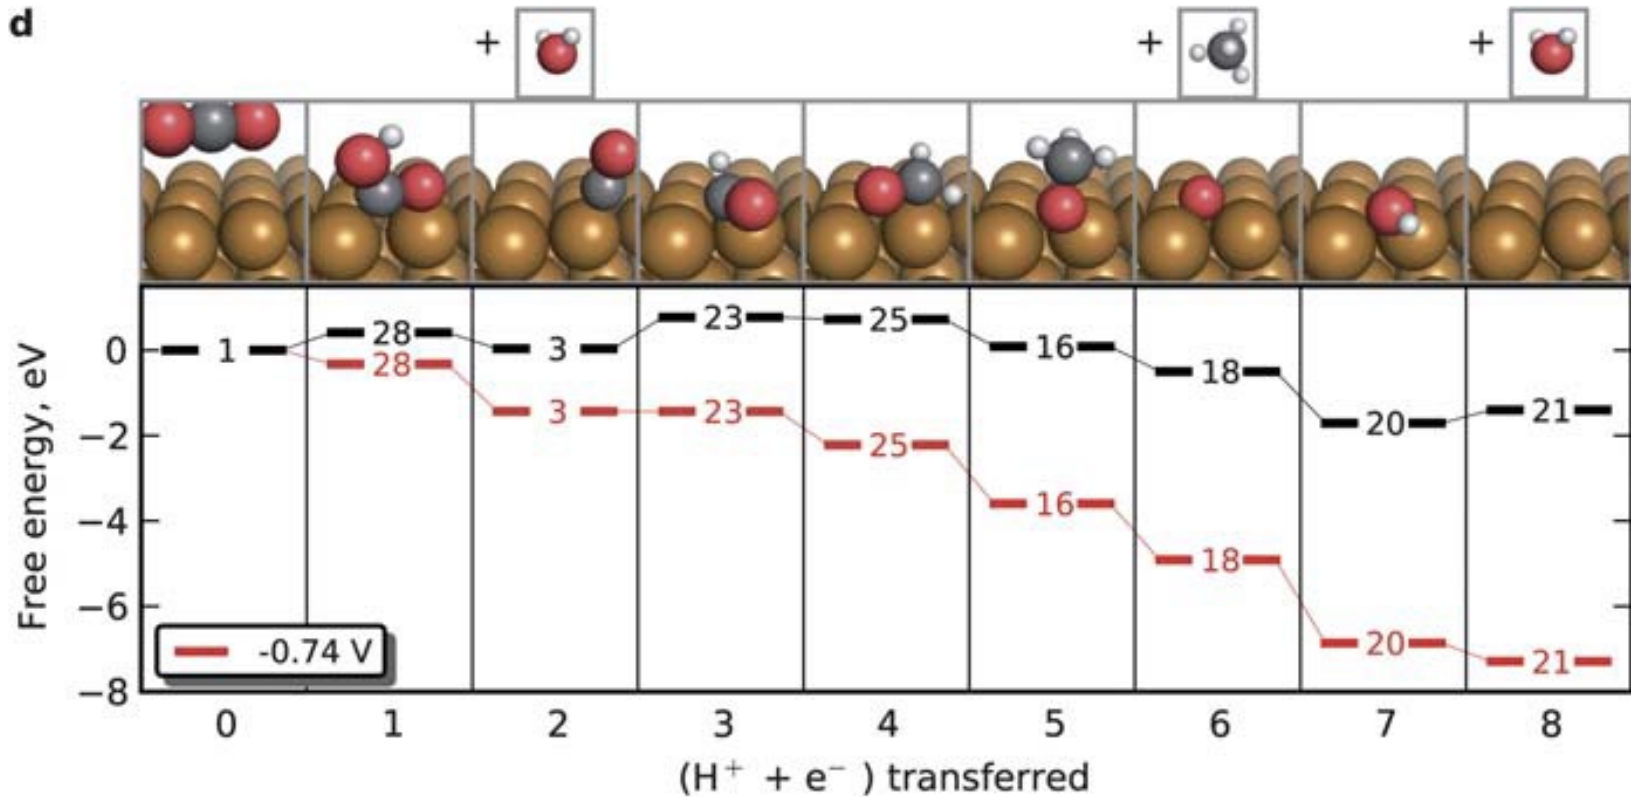 d
+ + +
1 28 3 23 25 16 18 20 21
28 3 23 25 16 18 20 21
Free energy, eV
0
−2
−4
−6
−8
-0.74 V
0 1 2 3 4 5 6 7 8
(H⁺ + e⁻ ) transferred